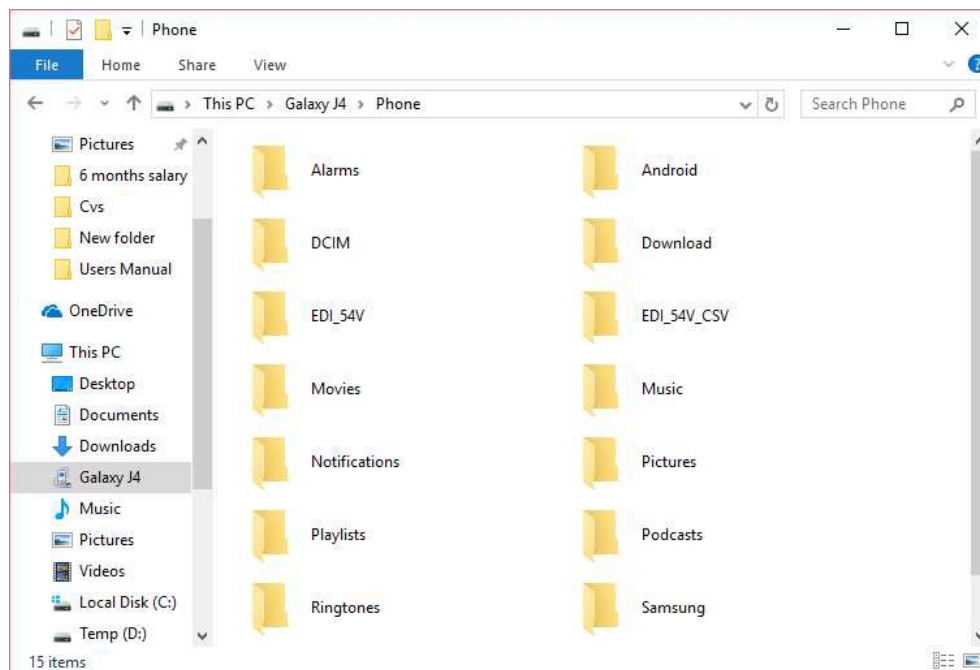 Phone
File Home Share View
This PC > Galaxy J4 > Phone
Search Phone
Pictures
6 months salary
Cvs
New folder
Users Manual
OneDrive
This PC
Desktop
Documents
Downloads
Galaxy J4
Music
Pictures
Videos
Local Disk (C:)
Temp (D:)
Alarms Android
DCIM Download
EDI_54V EDI_54V_CSV
Movies Music
Notifications Pictures
Playlists Podcasts
Ringtones Samsung
15 items